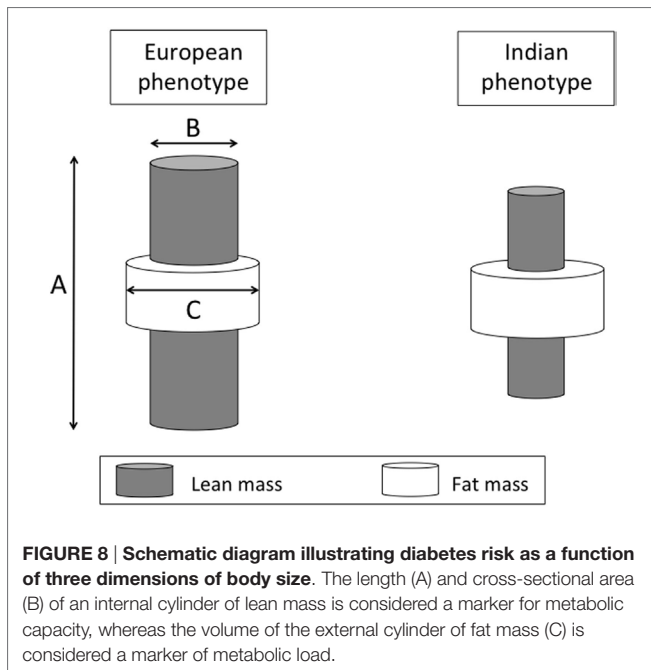 European
phenotype
Indian
phenotype
B
A
C
Lean mass
Fat mass
FIGURE 8 | Schematic diagram illustrating diabetes risk as a function
of three dimensions of body size. The length (A) and cross-sectional area
(B) of an internal cylinder of lean mass is considered a marker for metabolic
capacity, whereas the volume of the external cylinder of fat mass (C) is
considered a marker of metabolic load.